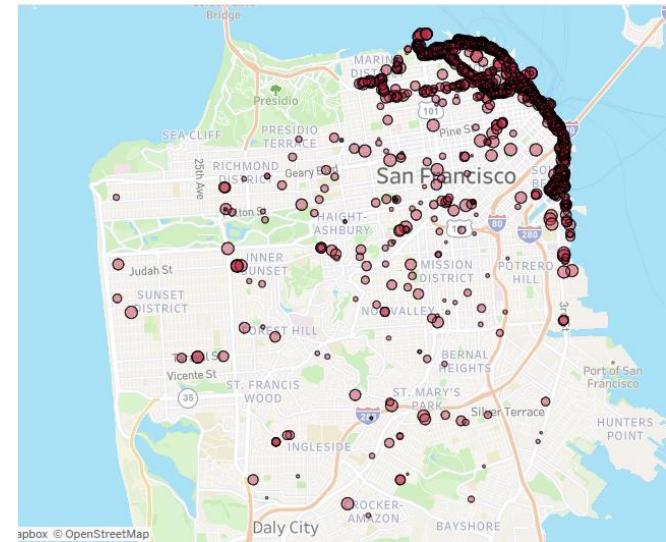 Bridge
MARINA
DISTRICT
Presidio
101
Pine St
SEA CLIFF
PRESIDIO
TERRACE
25th Ave
RICHMOND
DISTRICT
Geary Blvd
San Francisco
HAIGHT-
ASHBURY
80
280
Judah St
INNER
SUNSET
MISSION
DISTRICT
POTRERO
HILL
SUNSET
DISTRICT
3rd St
NOE VALLEY
FOREST HILL
Vicente St
BERNAL
HEIGHTS
Port of San
Francisco
ST. FRANCIS
WOOD
ST. MARY'S
PARK
35
Silver Terrace
HUNTERS
POINT
INGLESIDE
CROCKER-
AMAZON
BAYSHORE
Daly City
apbox © OpenStreetMap